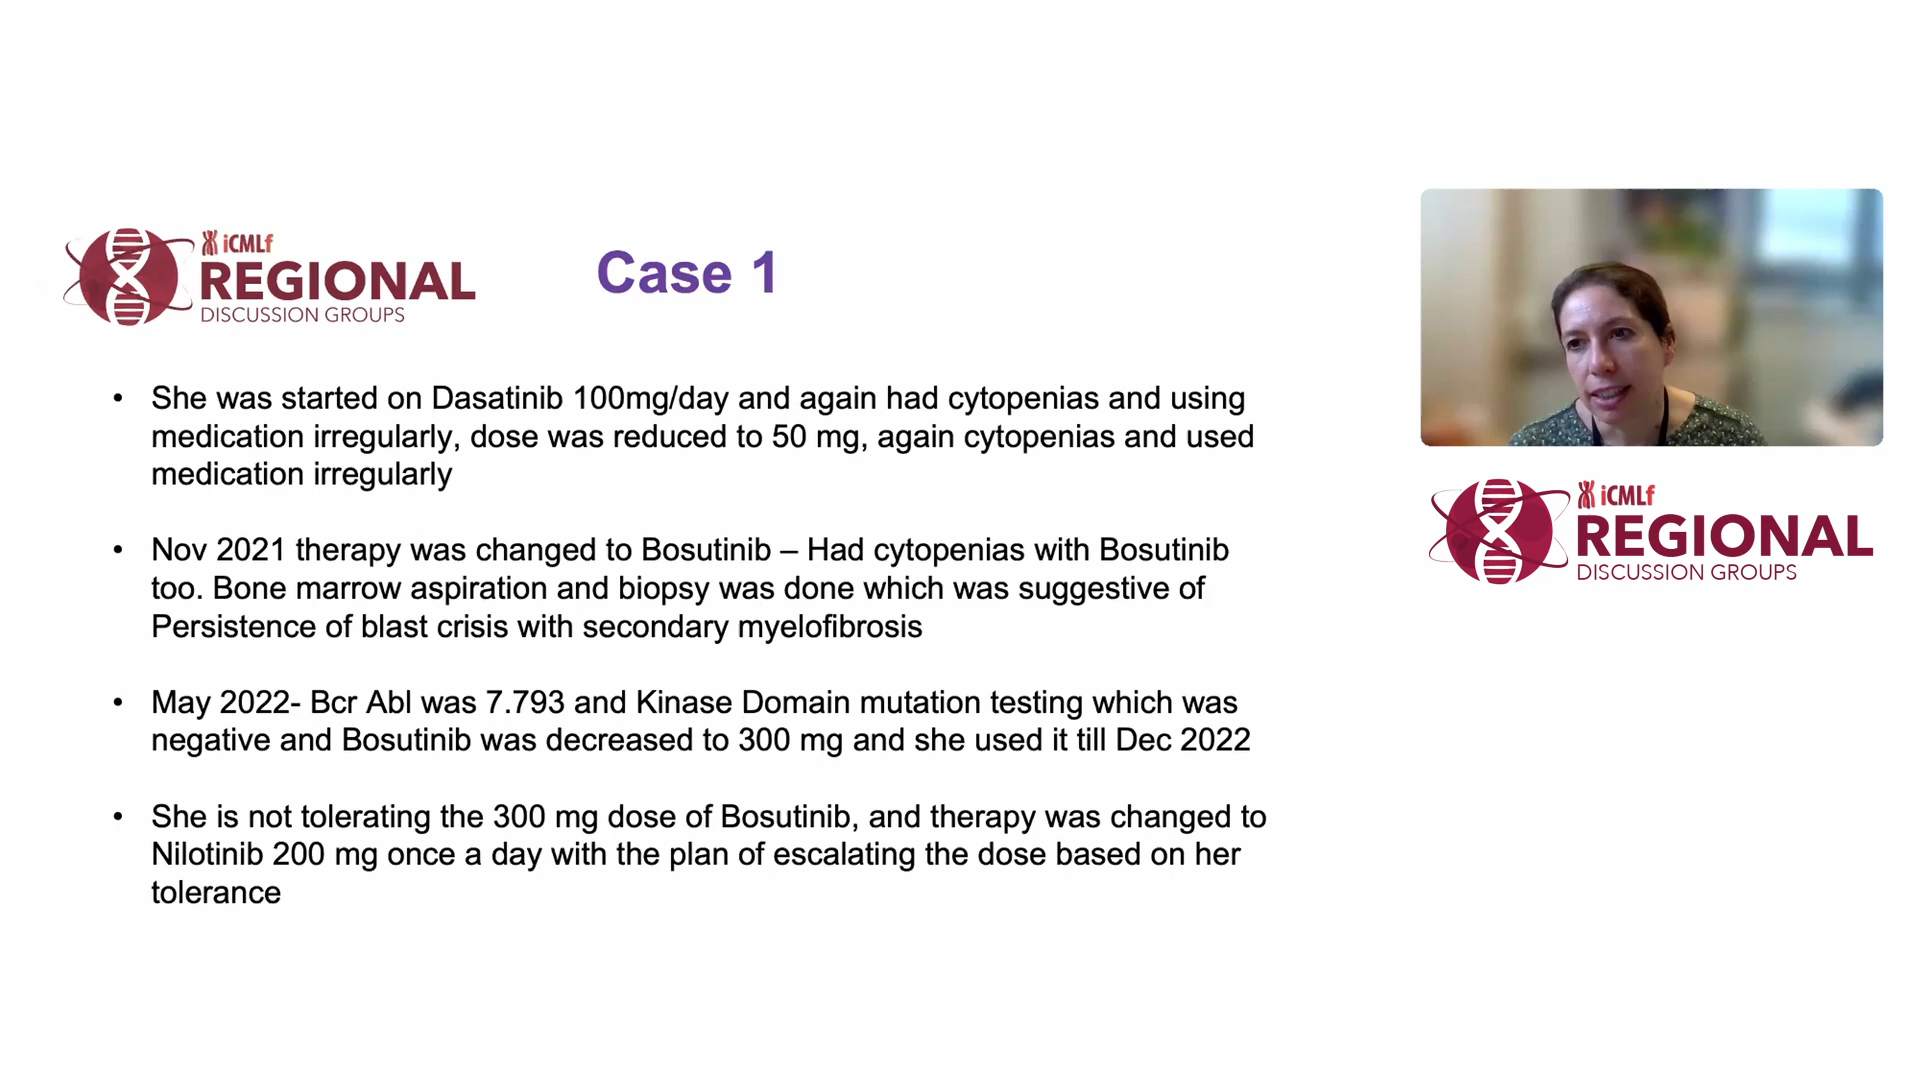 iCMLf
REGIONAL
DISCUSSION GROUPS
Case 1
• She was started on Dasatinib 100mg/day and again had cytopenias and using
medication irregularly, dose was reduced to 50 mg, again cytopenias and used
medication irregularly
• Nov 2021 therapy was changed to Bosutinib – Had cytopenias with Bosutinib
too. Bone marrow aspiration and biopsy was done which was suggestive of
Persistence of blast crisis with secondary myelofibrosis
• May 2022- Bcr Abl was 7.793 and Kinase Domain mutation testing which was
negative and Bosutinib was decreased to 300 mg and she used it till Dec 2022
• She is not tolerating the 300 mg dose of Bosutinib, and therapy was changed to
Nilotinib 200 mg once a day with the plan of escalating the dose based on her
tolerance
iCMLf
REGIONAL
DISCUSSION GROUPS